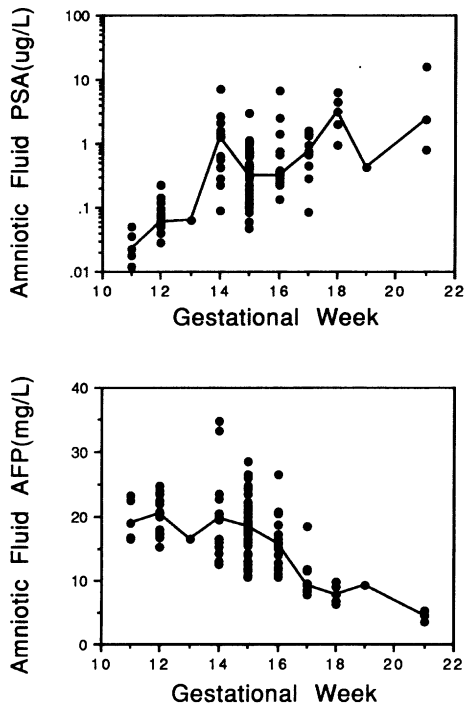 Amniotic Fluid PSA(ug/L)
100
10
1
.1
.01
10 12 14 16 18 20 22
Gestational Week
Amniotic Fluid AFP(mg/L)
40
30
20
10
0
10 12 14 16 18 20 22
Gestational Week